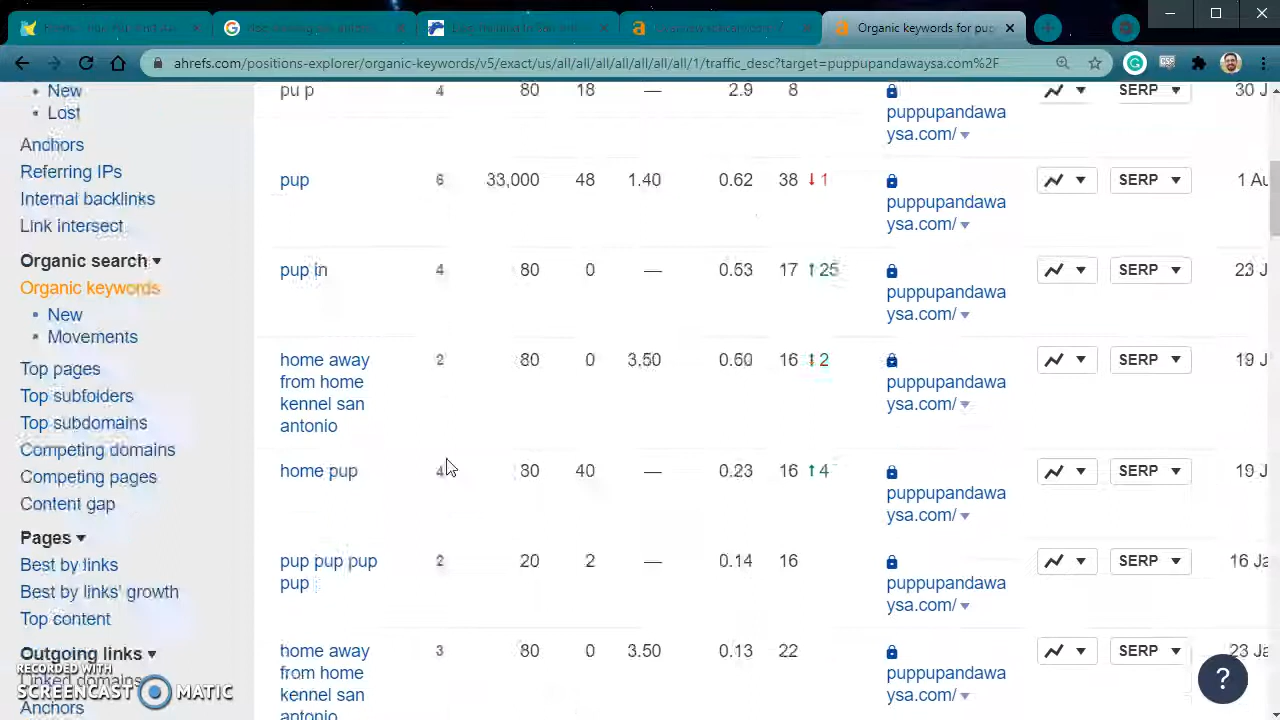 Organic keywords for pup
ahrefs.com/positions-explorer/organic-keywords/v5/exact/us/all/all/all/all/all/all/all/1/traffic_desc?target=puppupandawaysa.com%2F
New
Lost
Anchors
Referring IPs
Internal backlinks
Link intersect
Organic search
Organic keywords
New
Movements
Top pages
Top subfolders
Top subdomains
Competing domains
Competing pages
Content gap
Pages
Best by links
Best by links' growth
Top content
Outgoing links
Linked domains
Anchors
RECORDED WITH
SCREENCAST MATIC
pu p 4 80 18 — 2.9 8 puppupandawa SERP 30 J
ysa.com/
pup 6 33,000 48 1.40 0.62 38 ↓1 SERP 1 Au
puppupandawa
ysa.com/
pup in 4 80 0 — 0.53 17 ↑25 SERP 23 J
puppupandawa
ysa.com/
home away 2 80 0 3.50 0.50 16 2 SERP 19 J
from home puppupandawa
kennel san ysa.com/
antonio
home pup 4 80 40 — 0.23 16 ↑4 SERP 19 J
puppupandawa
ysa.com/
pup pup pup 2 20 2 — 0.14 16 SERP 16 Ja
pup puppupandawa
ysa.com/
home away 3 80 0 3.50 0.13 22 SERP 23 Ja
from home puppupandawa
kennel san ysa.com/
antonio
?